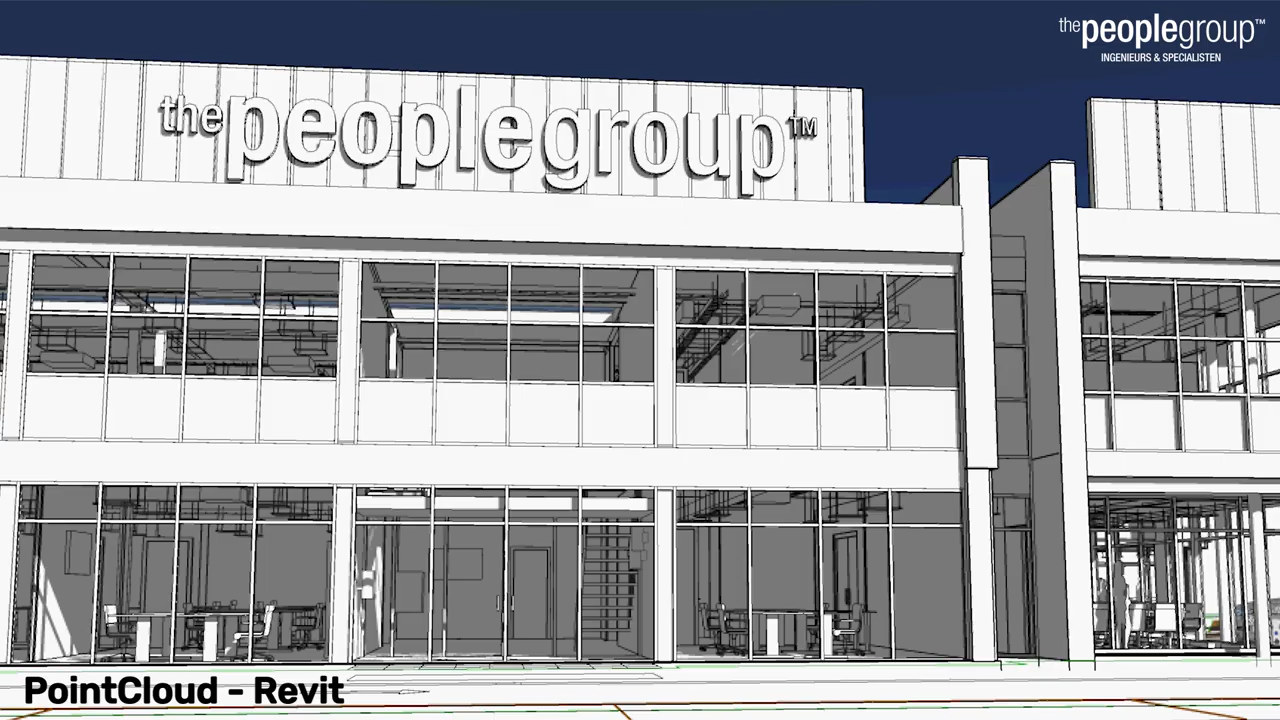 thepeoplegroup™
INGENIEURS & SPECIALISTEN
thepeoplegroup™
PointCloud - Revit